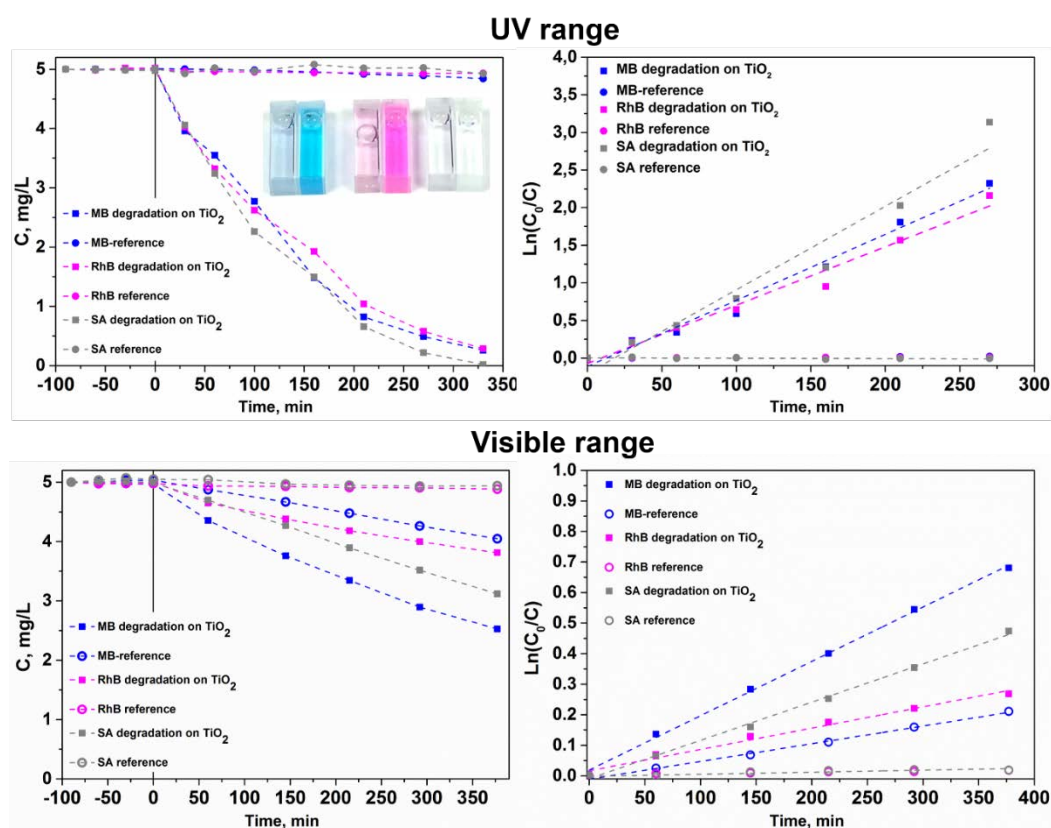 UV range
C, mg/L
5
4
3
2
1
0
-100 -50 0 50 100 150 200 250 300 350
Time, min
MB degradation on TiO2
MB-reference
RhB degradation on TiO2
RhB reference
SA degradation on TiO2
SA reference
Ln(C0/C)
4,0
3,5
3,0
2,5
2,0
1,5
1,0
0,5
0,0
0 50 100 150 200 250 300
Time, min
MB degradation on TiO2
MB-reference
RhB degradation on TiO2
RhB reference
SA degradation on TiO2
SA reference
Visible range
C, mg/L
5
4
3
2
1
0
-100 -50 0 50 100 150 200 250 300 350
Time, min
MB degradation on TiO2
MB-reference
RhB degradation on TiO2
RhB reference
SA degradation on TiO2
SA reference
Ln(C0/C)
1.0
0.9
0.8
0.7
0.6
0.5
0.4
0.3
0.2
0.1
0.0
0 50 100 150 200 250 300 350 400
Time, min
MB degradation on TiO2
MB-reference
RhB degradation on TiO2
RhB reference
SA degradation on TiO2
SA reference